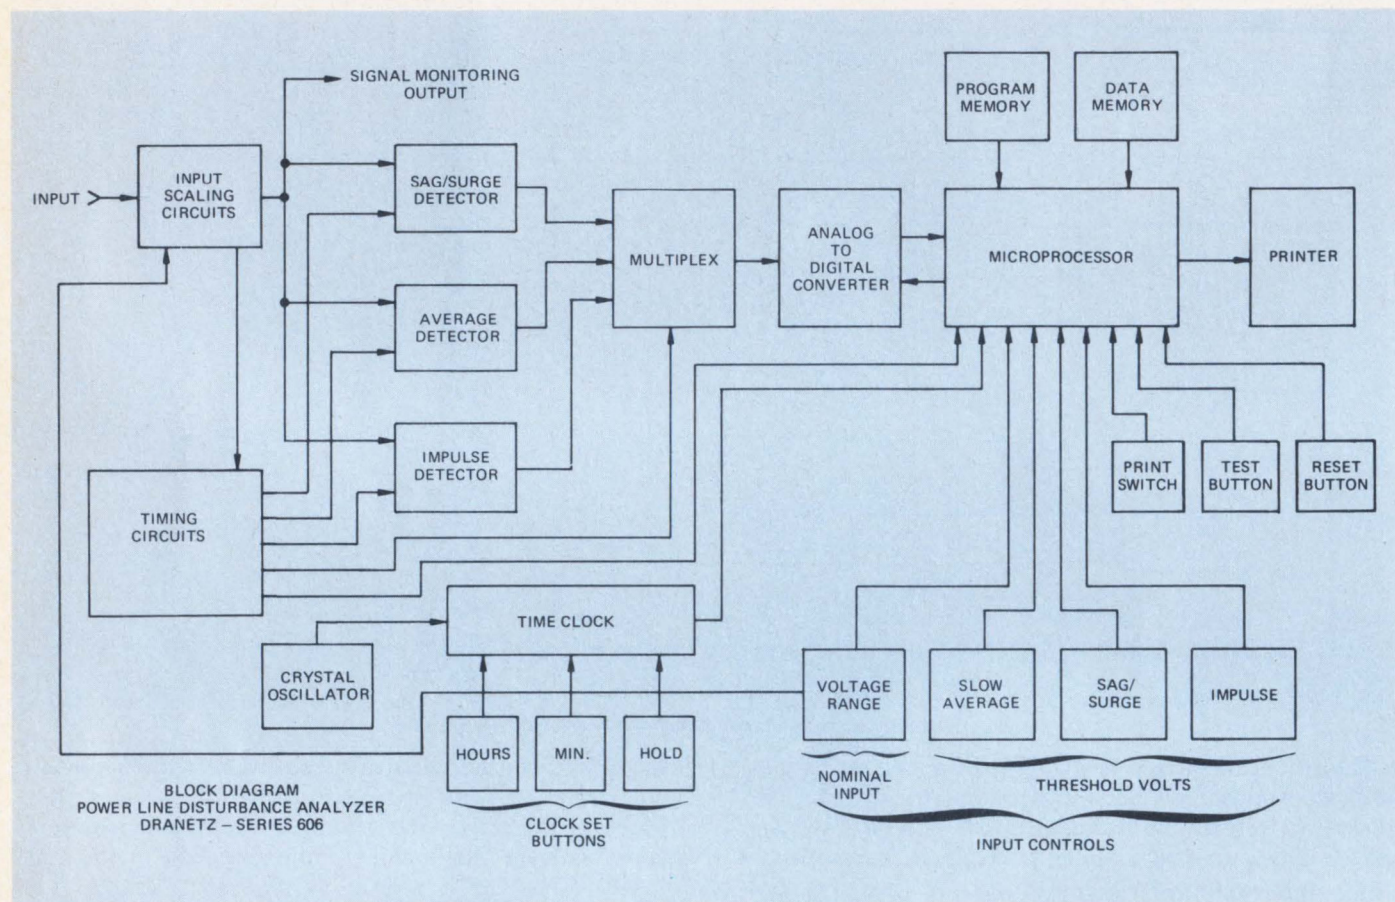 SIGNAL MONITORING
OUTPUT
PROGRAM
MEMORY
DATA
MEMORY
INPUT
INPUT
SCALING
CIRCUITS
SAG/SURGE
DETECTOR
MULTIPLEX
ANALOG
TO
DIGITAL
CONVERTER
MICROPROCESSOR
PRINTER
AVERAGE
DETECTOR
IMPULSE
DETECTOR
PRINT
SWITCH
TEST
BUTTON
RESET
BUTTON
TIMING
CIRCUITS
TIME CLOCK
CRYSTAL
OSCILLATOR
VOLTAGE
RANGE
SLOW
AVERAGE
SAG/
SURGE
IMPULSE
HOURS
MIN.
HOLD
NOMINAL
INPUT
THRESHOLD VOLTS
BLOCK DIAGRAM
POWER LINE DISTURBANCE ANALYZER
DRANETZ – SERIES 606
CLOCK SET
BUTTONS
INPUT CONTROLS